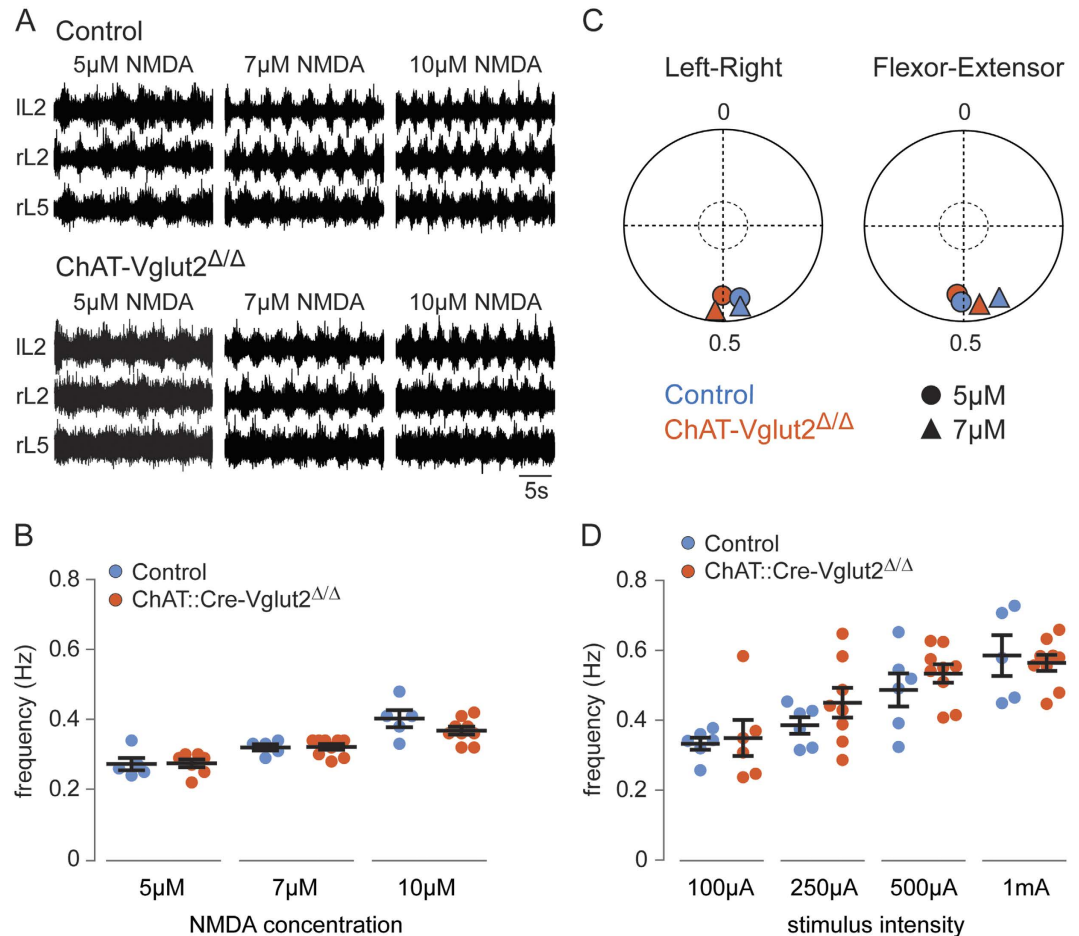 A
Control
5μM NMDA 7μM NMDA 10μM NMDA
lL2
rL2
rL5
ChAT-Vglut2Δ/Δ
5μM NMDA 7μM NMDA 10μM NMDA
lL2
rL2
rL5
5s
C
Left-Right Flexor-Extensor
0 0
0.5 0.5
Control 5μM
ChAT-Vglut2Δ/Δ 7μM
B
Control
ChAT::Cre-Vglut2Δ/Δ
0.8
0.6
0.4
0.2
0
frequency (Hz)
5μM 7μM 10μM
NMDA concentration
D
Control
ChAT::Cre-Vglut2Δ/Δ
0.8
0.6
0.4
0.2
0
frequency (Hz)
100μA 250μA 500μA 1mA
stimulus intensity